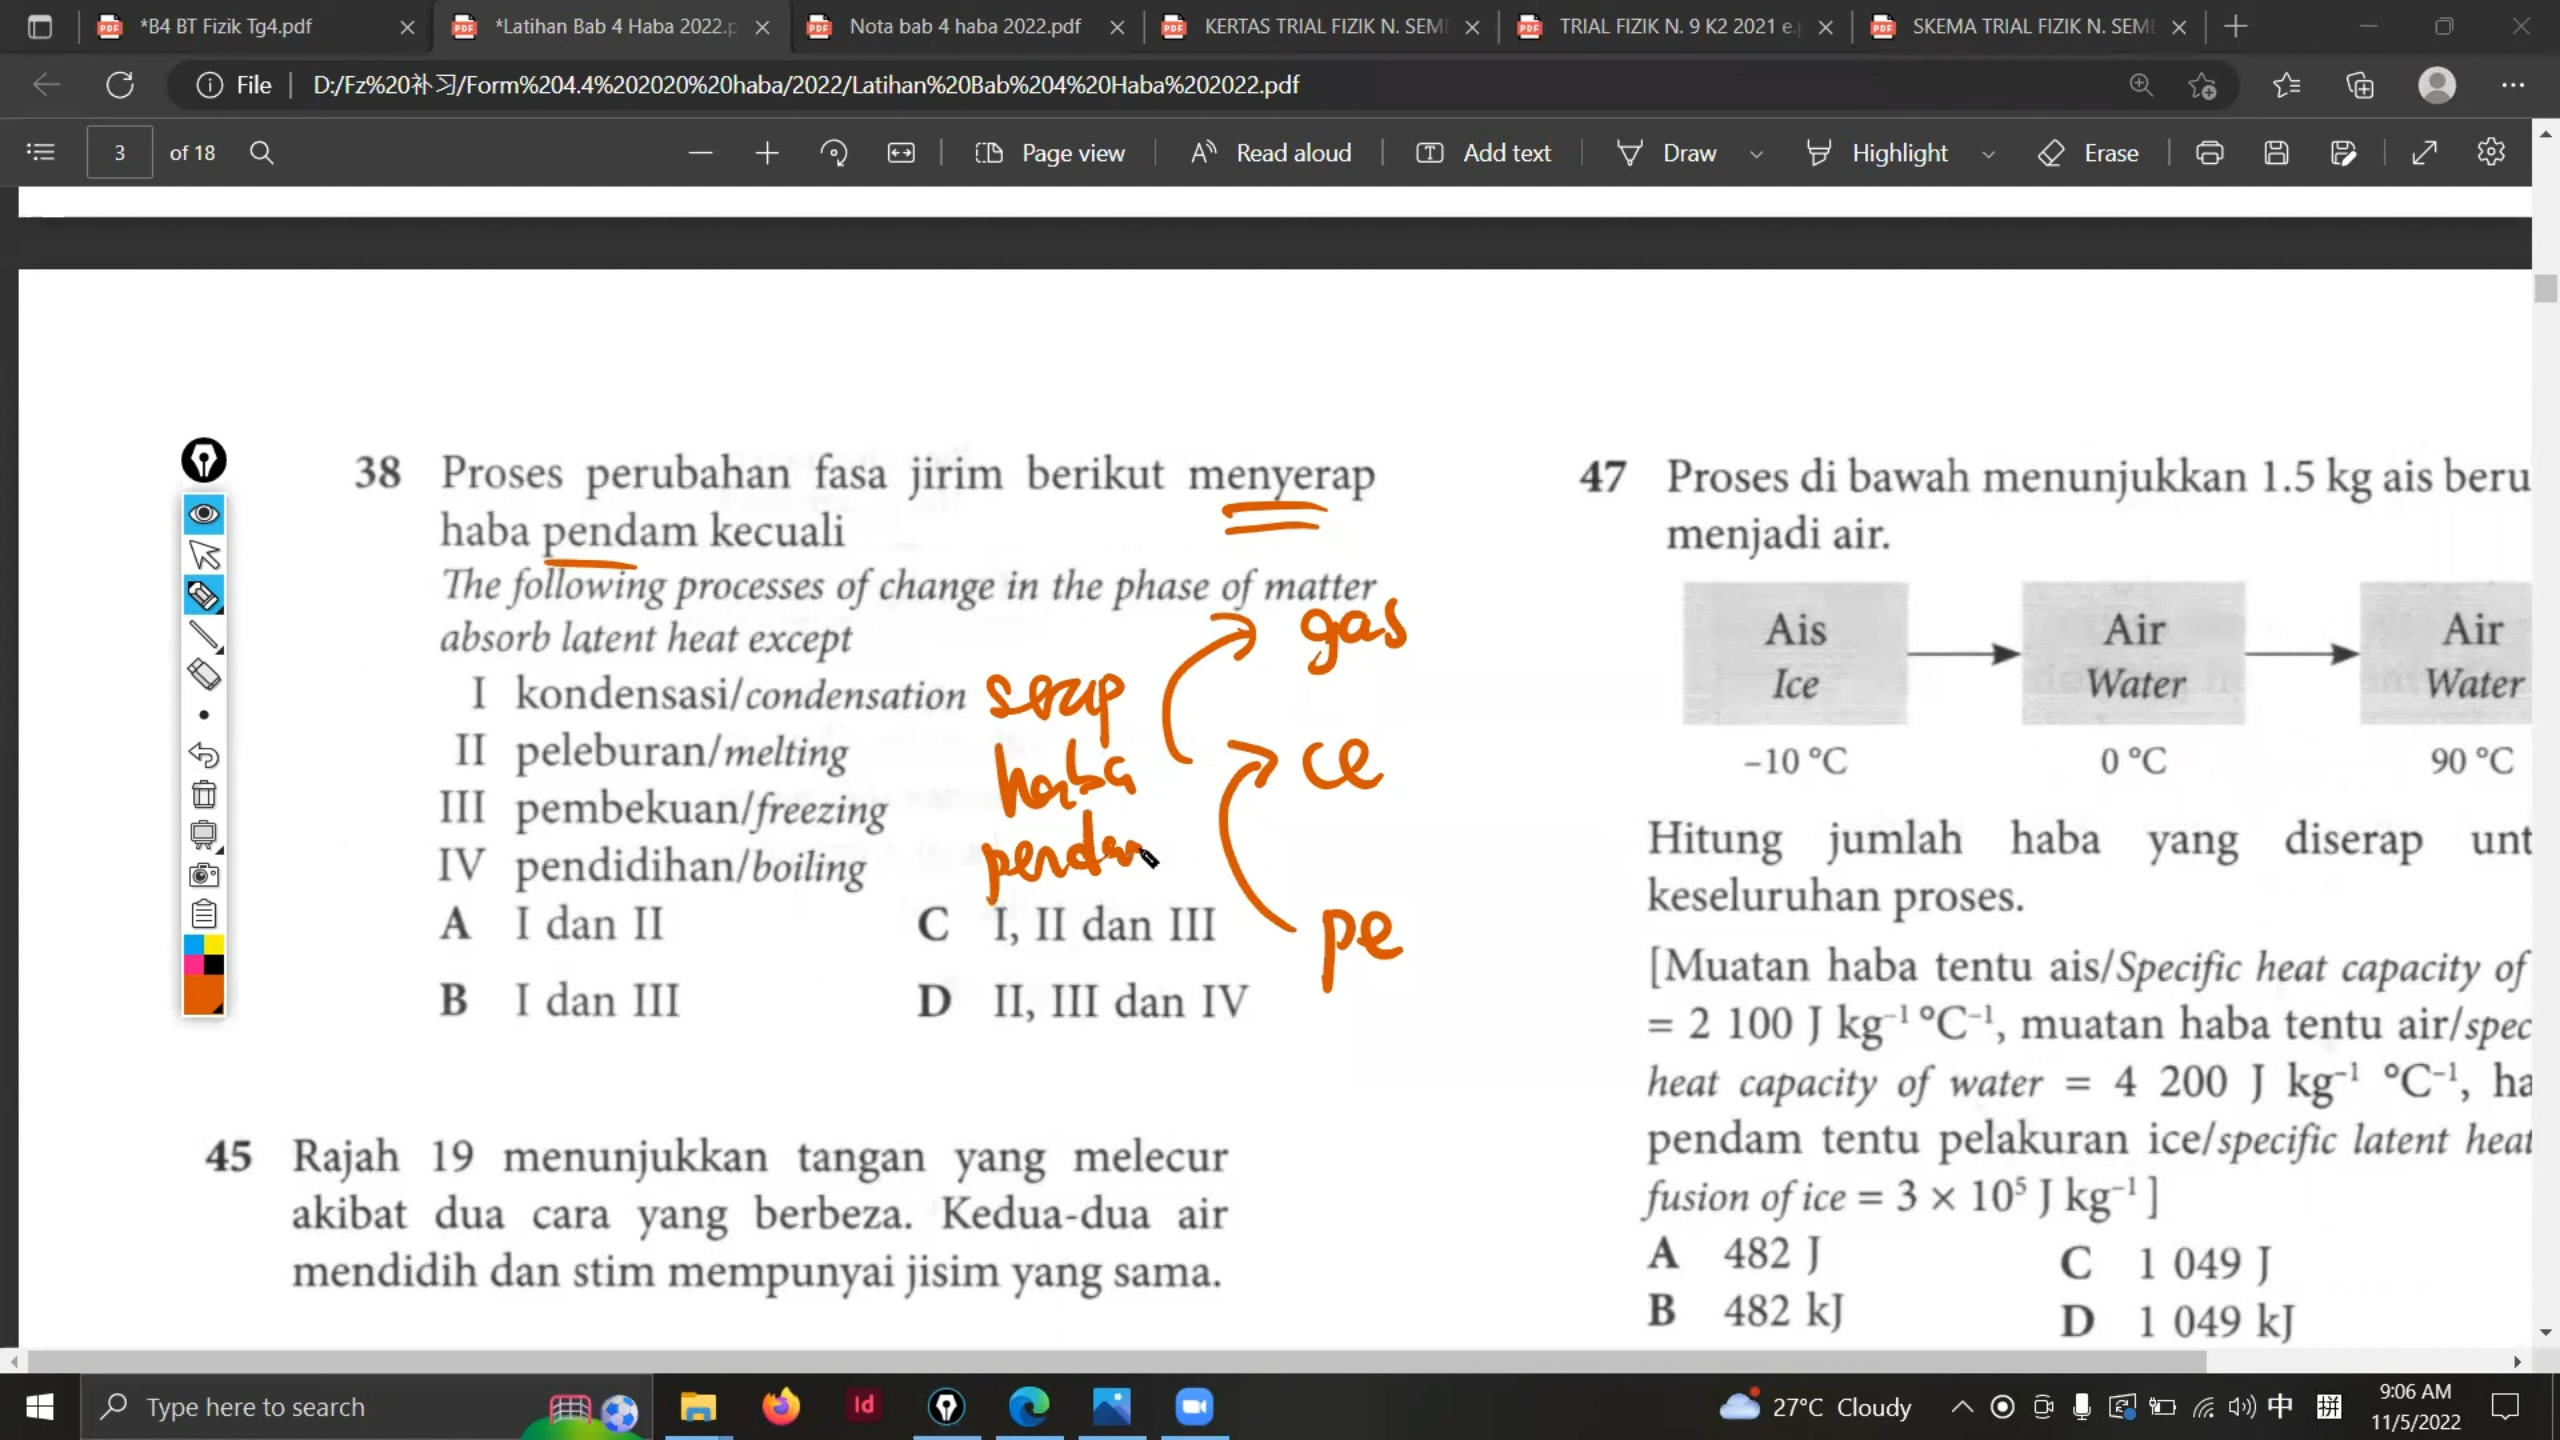 *B4 BT Fizik Tg4.pdf
*Latihan Bab 4 Haba 2022.p
Nota bab 4 haba 2022.pdf
KERTAS TRIAL FIZIK N. SEME
TRIAL FIZIK N. 9 K2 2021 e.p
SKEMA TRIAL FIZIK N. SEME
File
D:/Fz%20补习/Form%204.4%202020%20haba/2022/Latihan%20Bab%204%20Haba%202022.pdf
3 of 18
Page view
Read aloud
Add text
Draw
Highlight
Erase
38 Proses perubahan fasa jirim berikut menyerap
haba pendam kecuali
The following processes of change in the phase of matter
absorb latent heat except
I kondensasi/condensation
II peleburan/melting
III pembekuan/freezing
IV pendidihan/boiling
A I dan II
C I, II dan III
B I dan III
D II, III dan IV
serap
haba
pendam
gas
ce
pe
45 Rajah 19 menunjukkan tangan yang melecur
akibat dua cara yang berbeza. Kedua-dua air
mendidih dan stim mempunyai jisim yang sama.
47 Proses di bawah menunjukkan 1.5 kg ais beru
menjadi air.
Ais
Ice
Air
Water
Air
Water
–10 °C
0 °C
90 °C
Hitung jumlah haba yang diserap unt
keseluruhan proses.
[Muatan haba tentu ais/Specific heat capacity of
= 2 100 J kg⁻¹ °C⁻¹, muatan haba tentu air/spec
heat capacity of water = 4 200 J kg⁻¹ °C⁻¹, ha
pendam tentu pelakuran ice/specific latent heat
fusion of ice = 3 × 10⁵ J kg⁻¹]
A 482 J
C 1 049 J
B 482 kJ
D 1 049 kJ
Type here to search
Id
27°C Cloudy
中
拼
9:06 AM
11/5/2022